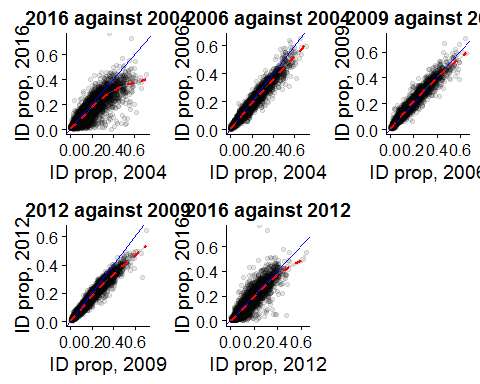 2016 against 2004
2006 against 2004
2009 against 20
ID prop, 2016
0.6
0.4
0.2
0.0
0.00.20.40.6
ID prop, 2004
ID prop, 2006
0.6
0.4
0.2
0.0
0.00.20.40.6
ID prop, 2004
ID prop, 2009
0.6
0.4
0.2
0.0
0.00.20.40.6
ID prop, 2006
2012 against 2009
2016 against 2012
ID prop, 2012
0.6
0.4
0.2
0.0
0.00.20.40.6
ID prop, 2009
ID prop, 2016
0.6
0.4
0.2
0.0
0.00.20.40.6
ID prop, 2012